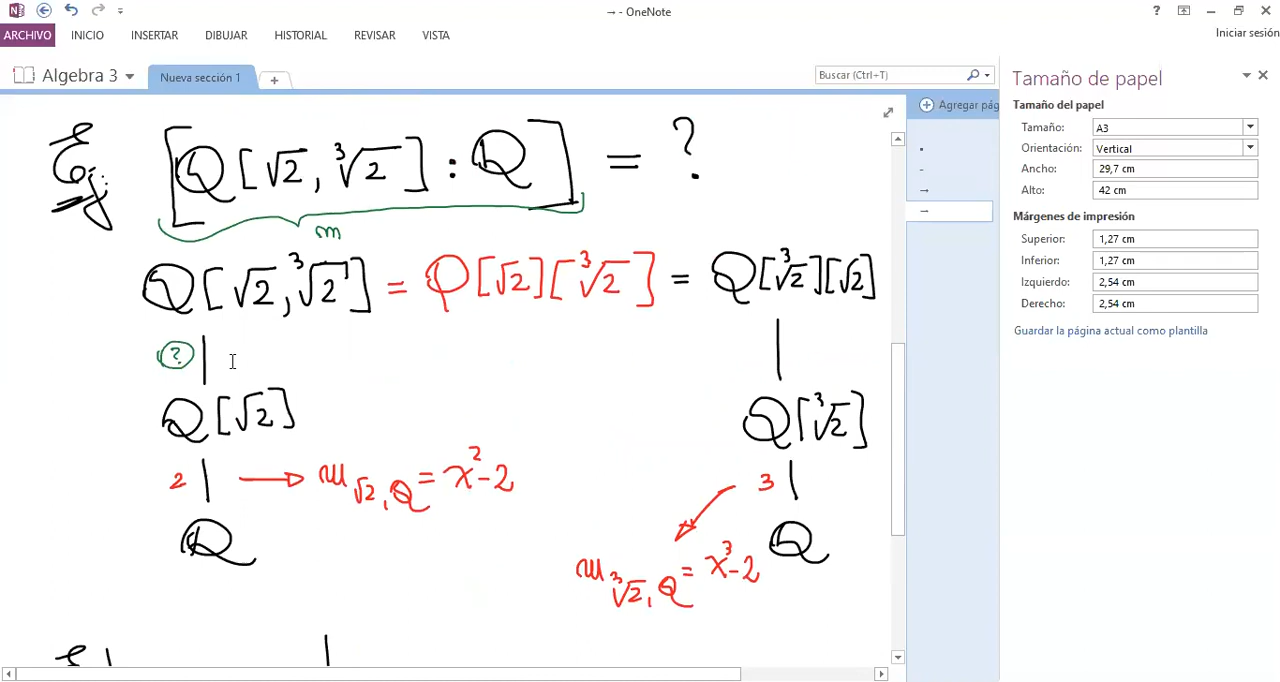 → - OneNote
?
ARCHIVO INICIO INSERTAR DIBUJAR HISTORIAL REVISAR VISTA
Iniciar sesión
Algebra 3
Nueva sección 1
+
Buscar (Ctrl+T)
Agregar pág
.
-
→
→
Ej:
[Q[√2, ∛2] : Q] = ?
m
Q[√2, ∛2] = Q[√2][∛2] = Q[∛2][√2]
?
Q[√2]
Q[∛2]
2 → m √2, Q = x² - 2
3
Q
Q
m ∛2, Q = x³ - 2
Tamaño de papel
Tamaño del papel
Tamaño: A3
Orientación: Vertical
Ancho: 29,7 cm
Alto: 42 cm
Márgenes de impresión
Superior: 1,27 cm
Inferior: 1,27 cm
Izquierdo: 2,54 cm
Derecho: 2,54 cm
Guardar la página actual como plantilla